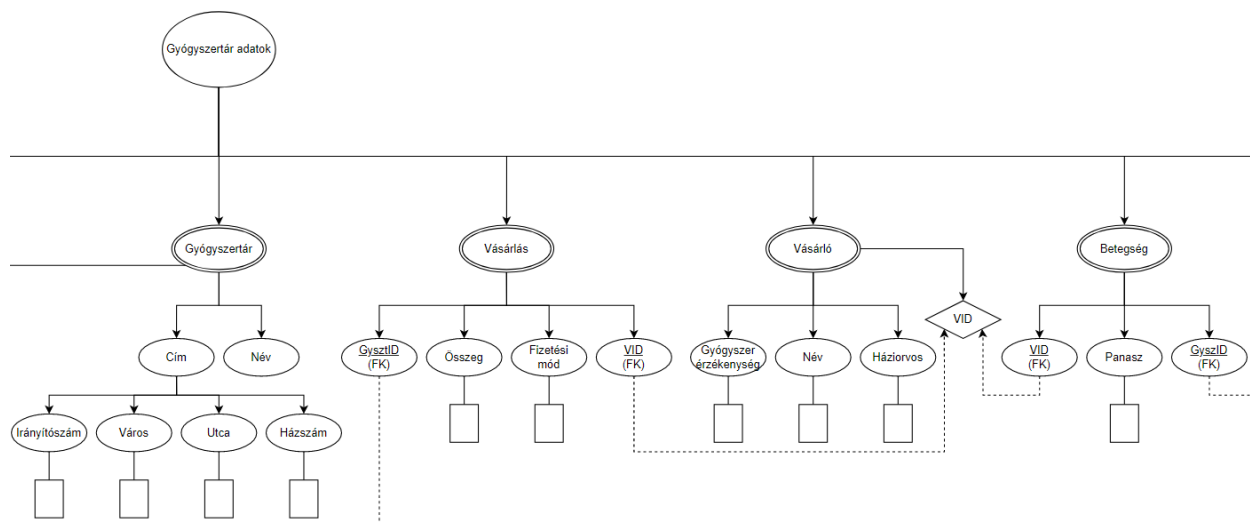 Gyógyszertár adatok
Gyógyszertár
Vásárlás
Vásárló
Betegség
VID
Cím
Név
GysztID
(FK)
Összeg
Fizetési
mód
VID
(FK)
Gyógyszer
érzékenység
Név
Háziorvos
VID
(FK)
Panasz
GyszID
(FK)
Irányítószám
Város
Utca
Házszám